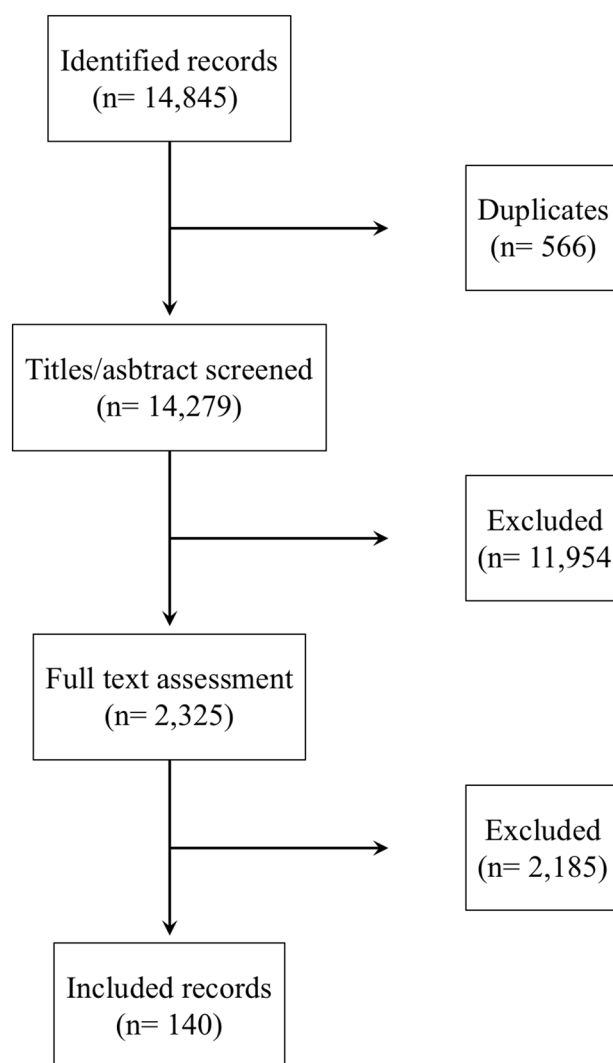 Identified records
(n= 14,845)
Duplicates
(n= 566)
Titles/asbtract screened
(n= 14,279)
Excluded
(n= 11,954
Full text assessment
(n= 2,325)
Excluded
(n= 2,185)
Included records
(n= 140)